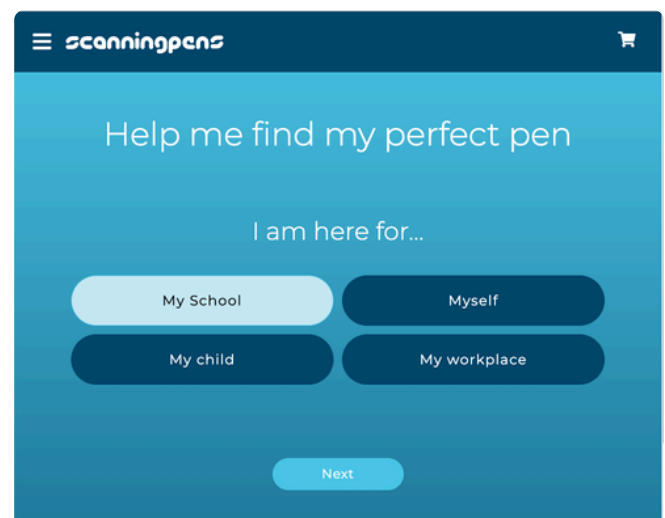 scanningpens
Help me find my perfect pen
I am here for...
My School
Myself
My child
My workplace
Next